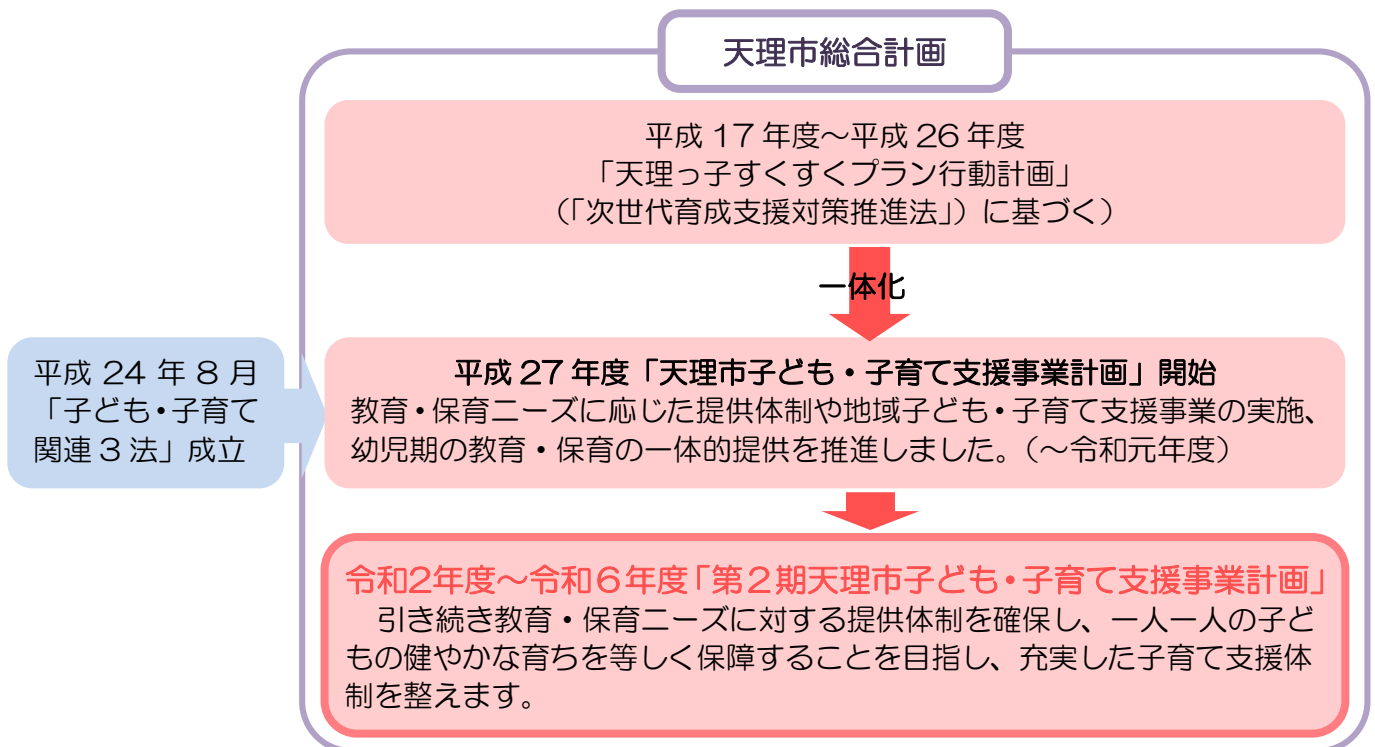 天理市総合計画
平成 17 年度～平成 26 年度
「天理っ子すくすくプラン行動計画」
（「次世代育成支援対策推進法」）に基づく）
一体化
平成 24 年 8 月
「子ども・子育て
関連 3 法」成立
平成 27 年度「天理市子ども・子育て支援事業計画」開始
教育・保育ニーズに応じた提供体制や地域子ども・子育て支援事業の実施、
幼児期の教育・保育の一体的提供を推進しました。（～令和元年度）
令和2年度～令和６年度「第２期天理市子ども・子育て支援事業計画」
引き続き教育・保育ニーズに対する提供体制を確保し、一人一人の子ど
もの健やかな育ちを等しく保障することを目指し、充実した子育て支援体
制を整えます。